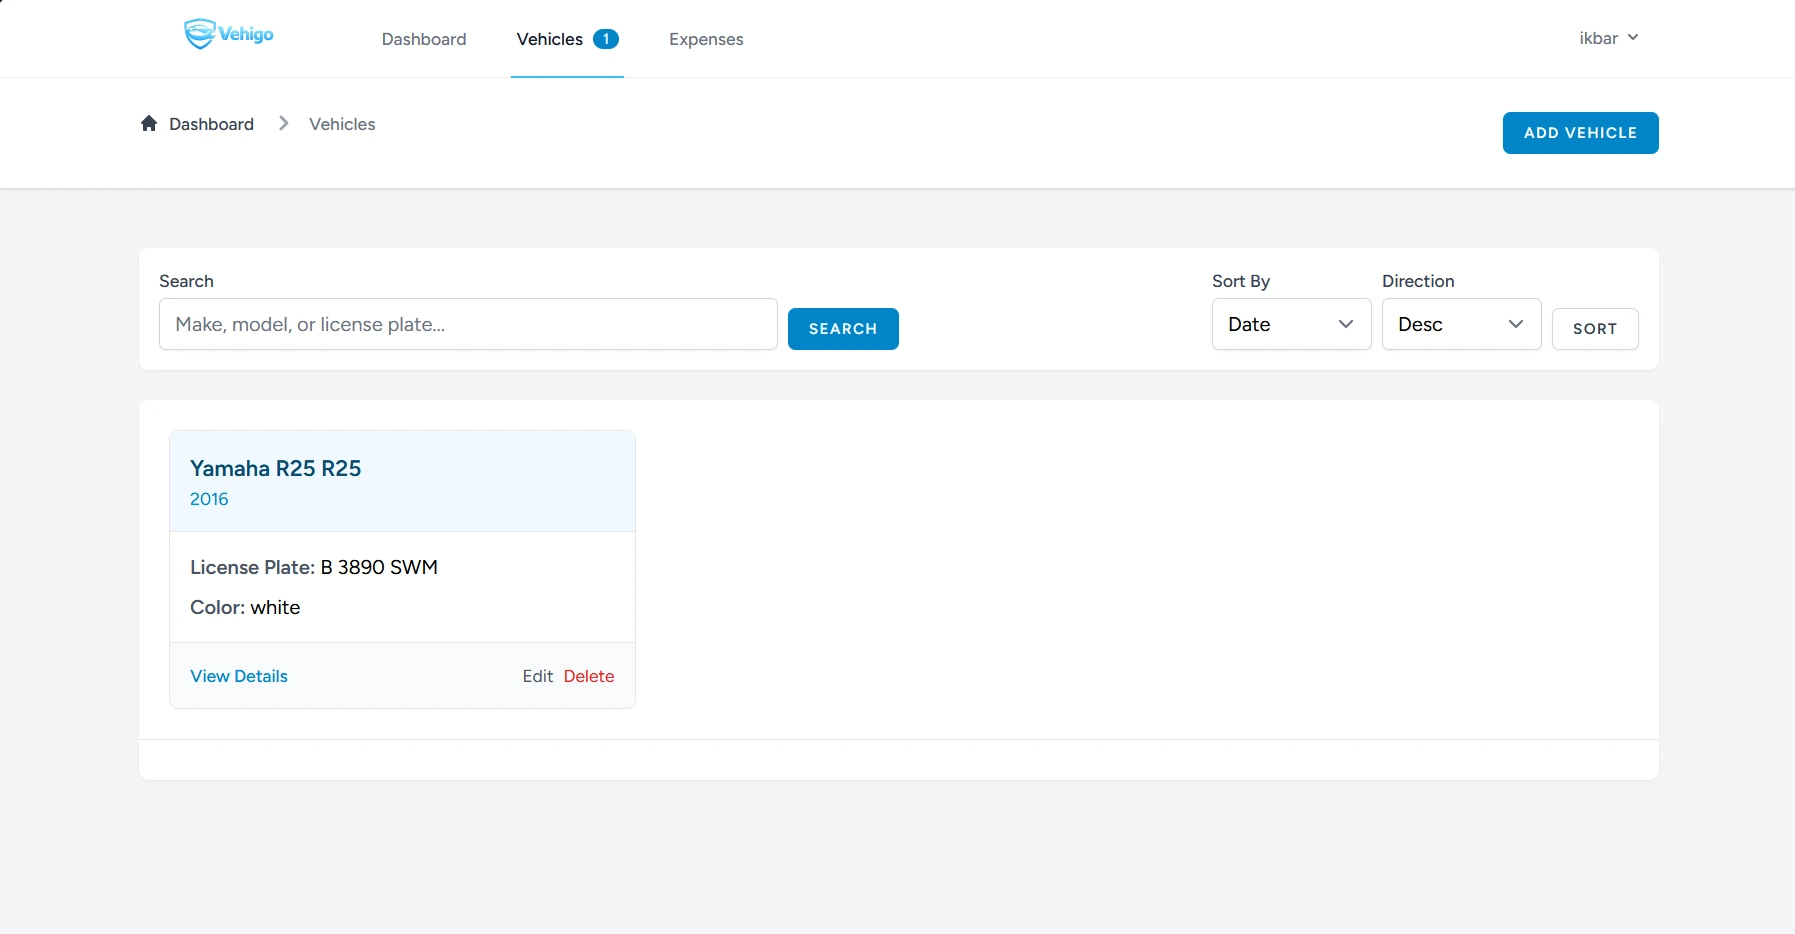 Vehigo
Dashboard
Vehicles 1
Expenses
ikbar
Dashboard > Vehicles
ADD VEHICLE
Search
Make, model, or license plate...
SEARCH
Sort By
Date
Direction
Desc
SORT
Yamaha R25 R25
2016
License Plate: B 3890 SWM
Color: white
View Details
Edit Delete